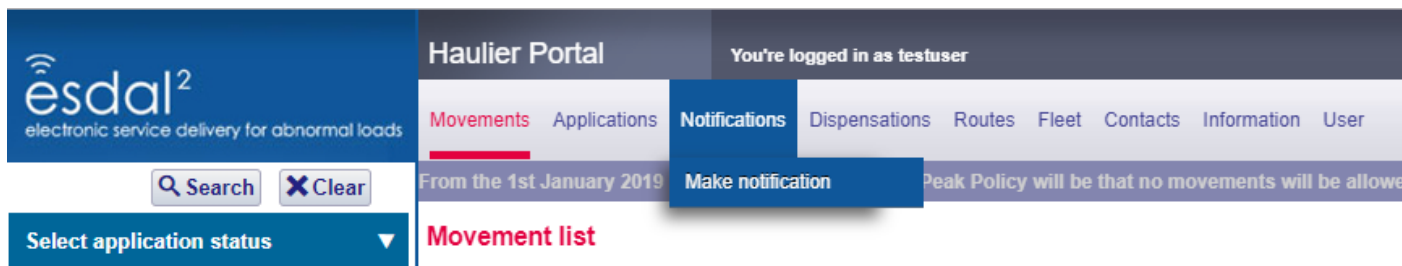 Haulier Portal
You're logged in as testuser
esdal2
electronic service delivery for abnormal loads
Movements Applications Notifications Dispensations Routes Fleet Contacts Information User
Search Clear
From the 1st January 2019 Make notification Peak Policy will be that no movements will be allowe
Select application status
Movement list